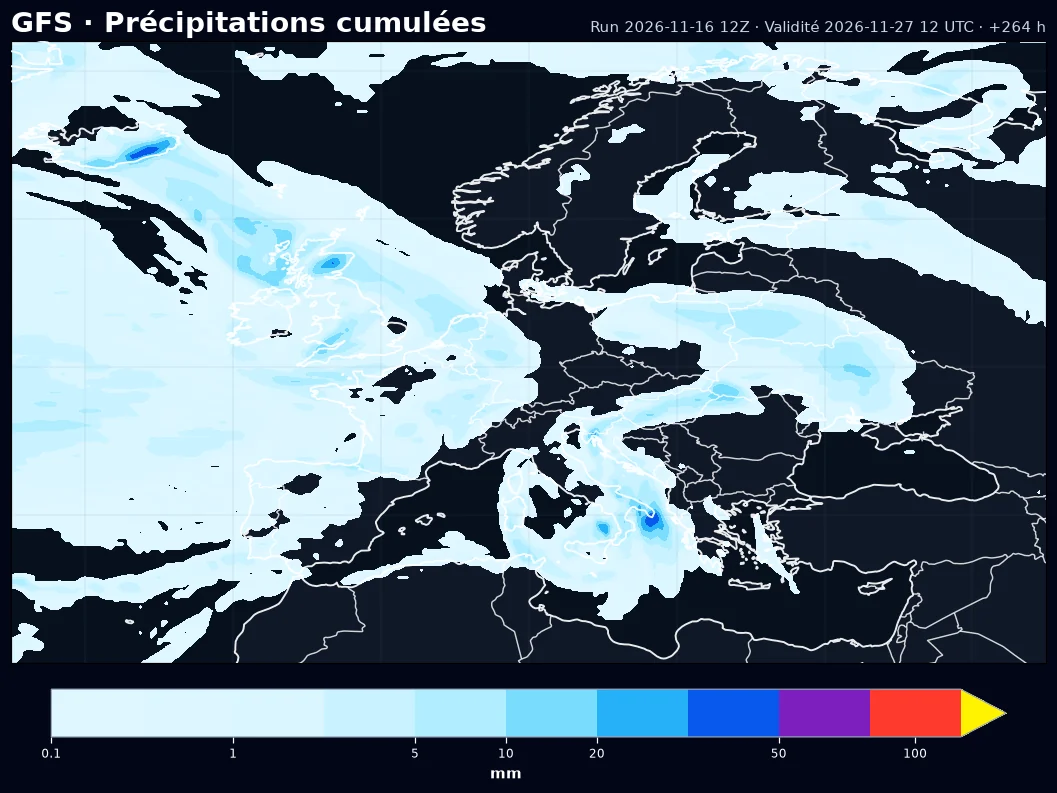 GFS · Précipitations cumulées
Run 2026-11-16 12Z · Validité 2026-11-27 12 UTC · +264 h
0.1 1 5 10 20 50 100
mm